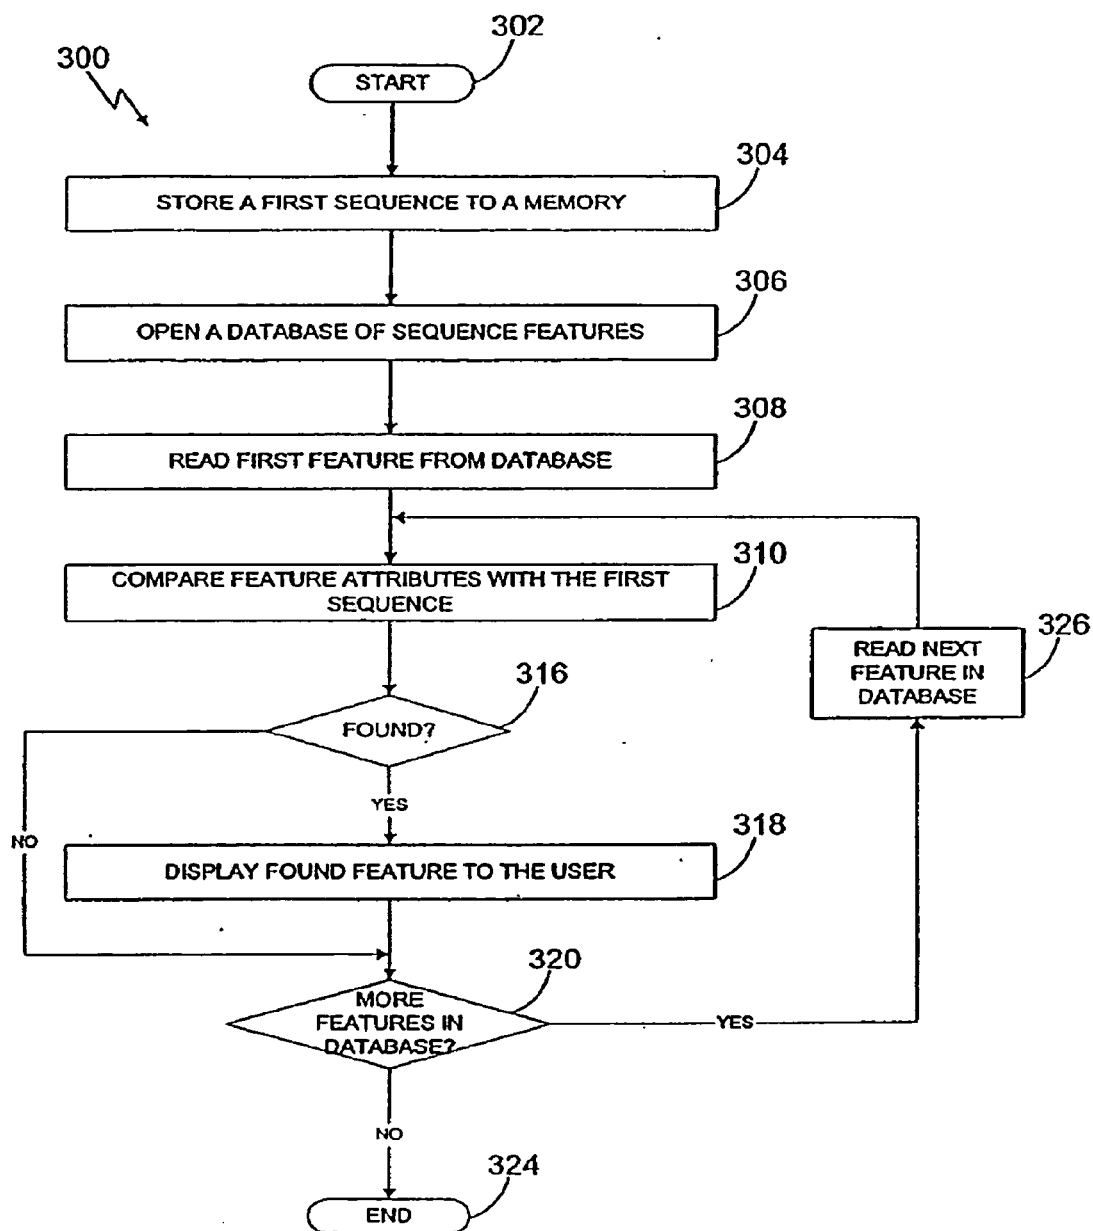 302
300
START
304
STORE A FIRST SEQUENCE TO A MEMORY
306
OPEN A DATABASE OF SEQUENCE FEATURES
308
READ FIRST FEATURE FROM DATABASE
310
COMPARE FEATURE ATTRIBUTES WITH THE FIRST
SEQUENCE
326
READ NEXT
FEATURE IN
DATABASE
316
FOUND?
YES
NO
318
DISPLAY FOUND FEATURE TO THE USER
320
MORE
FEATURES IN
DATABASE?
YES
NO
324
END